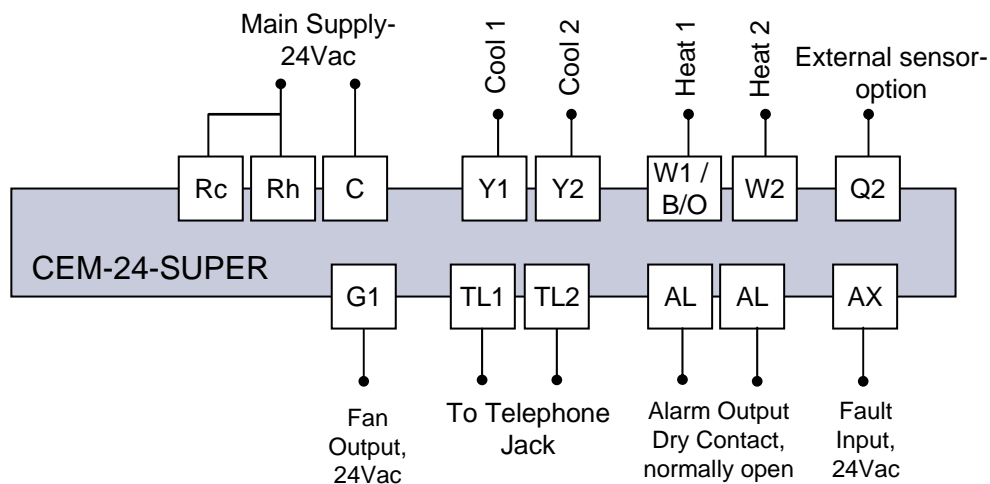 Main Supply-
24Vac
Cool 1
Cool 2
Heat 1
Heat 2
External sensor-
option
Rc
Rh
C
Y1
Y2
W1 /
B/O
W2
Q2
CEM-24-SUPER
G1
TL1
TL2
AL
AL
AX
Fan
Output,
24Vac
To Telephone
Jack
Alarm Output
Dry Contact,
normally open
Fault
Input,
24Vac